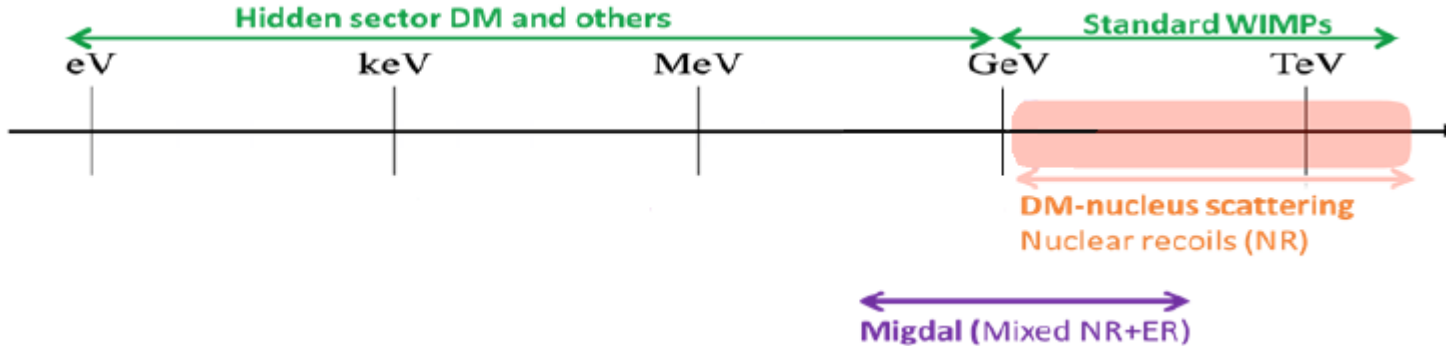 Hidden sector DM and others
Standard WIMPs
eV keV MeV GeV TeV
DM-nucleus scattering
Nuclear recoils (NR)
Migdal (Mixed NR+ER)